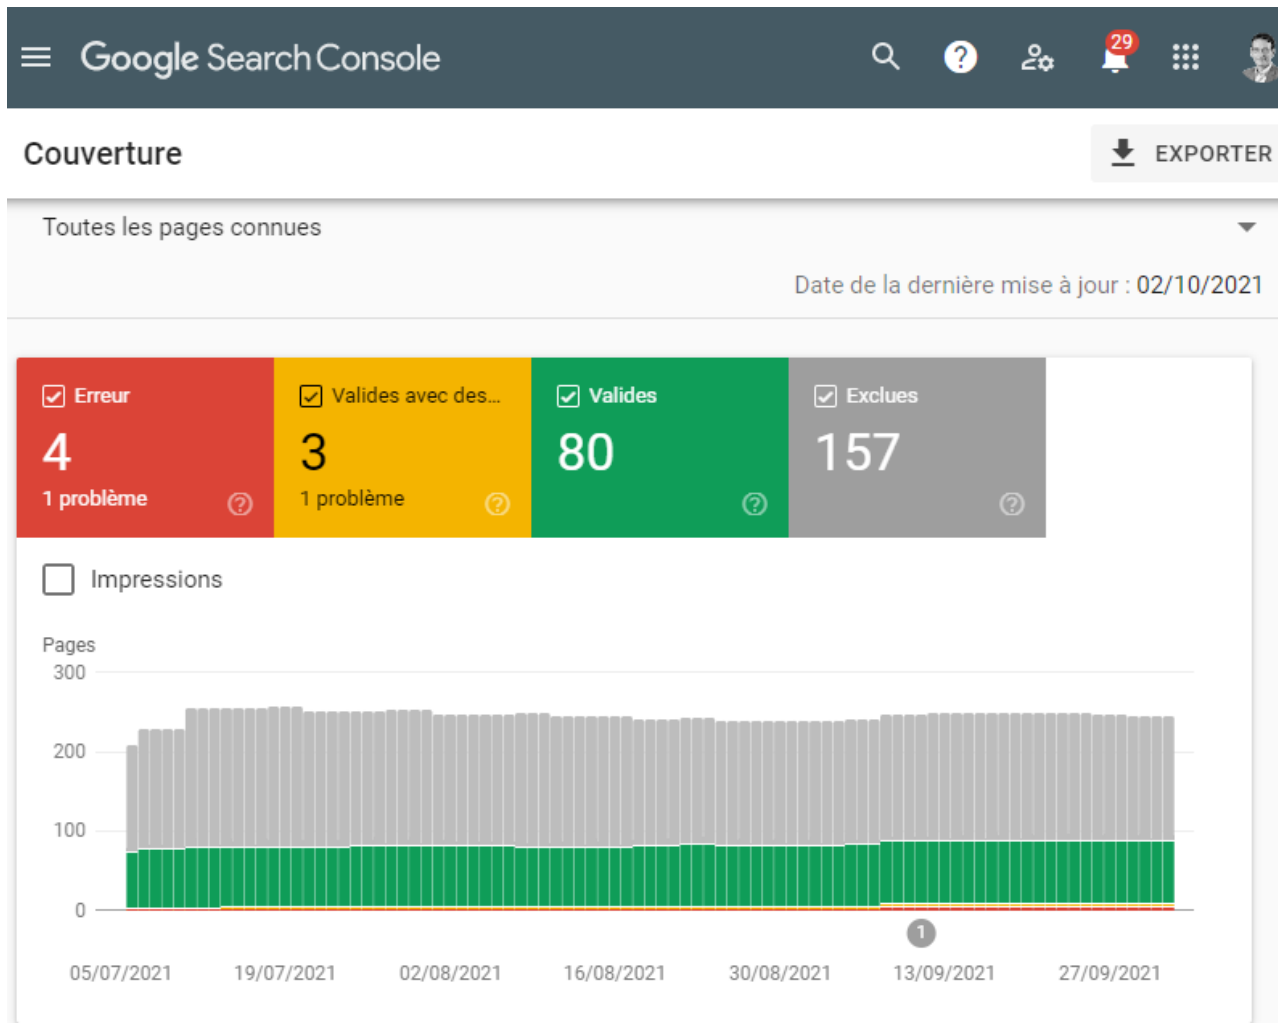 Google Search Console
29
Couverture
EXPORTER
Toutes les pages connues
Date de la dernière mise à jour : 02/10/2021
Erreur
4
1 problème
Valides avec des...
3
1 problème
Valides
80
Exclues
157
Impressions
Pages
300
200
100
0
1
05/07/2021 19/07/2021 02/08/2021 16/08/2021 30/08/2021 13/09/2021 27/09/2021